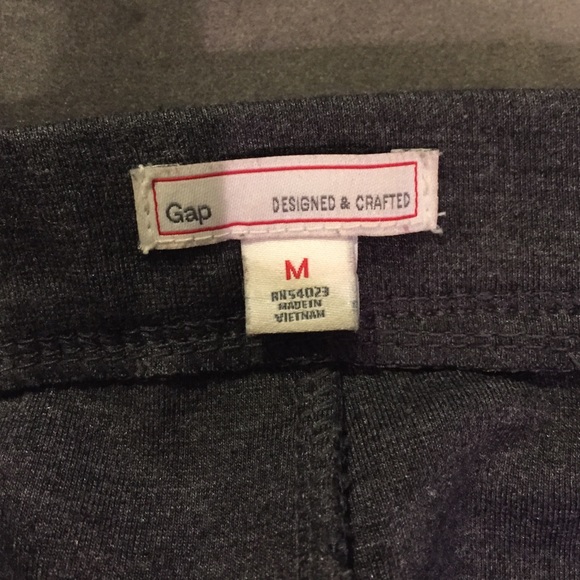 Gap DESIGNED & CRAFTED
M
RN54023
MADE IN
VIETNAM